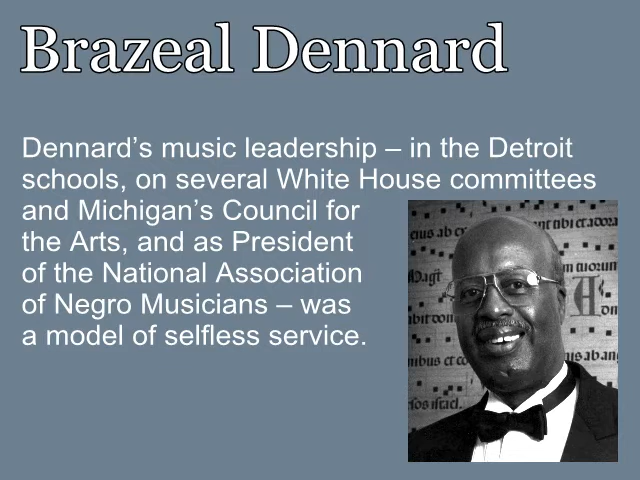 Brazeal Dennard
Dennard’s music leadership – in the Detroit
schools, on several White House committees
and Michigan’s Council for
the Arts, and as President
of the National Association
of Negro Musicians – was
a model of selfless service.